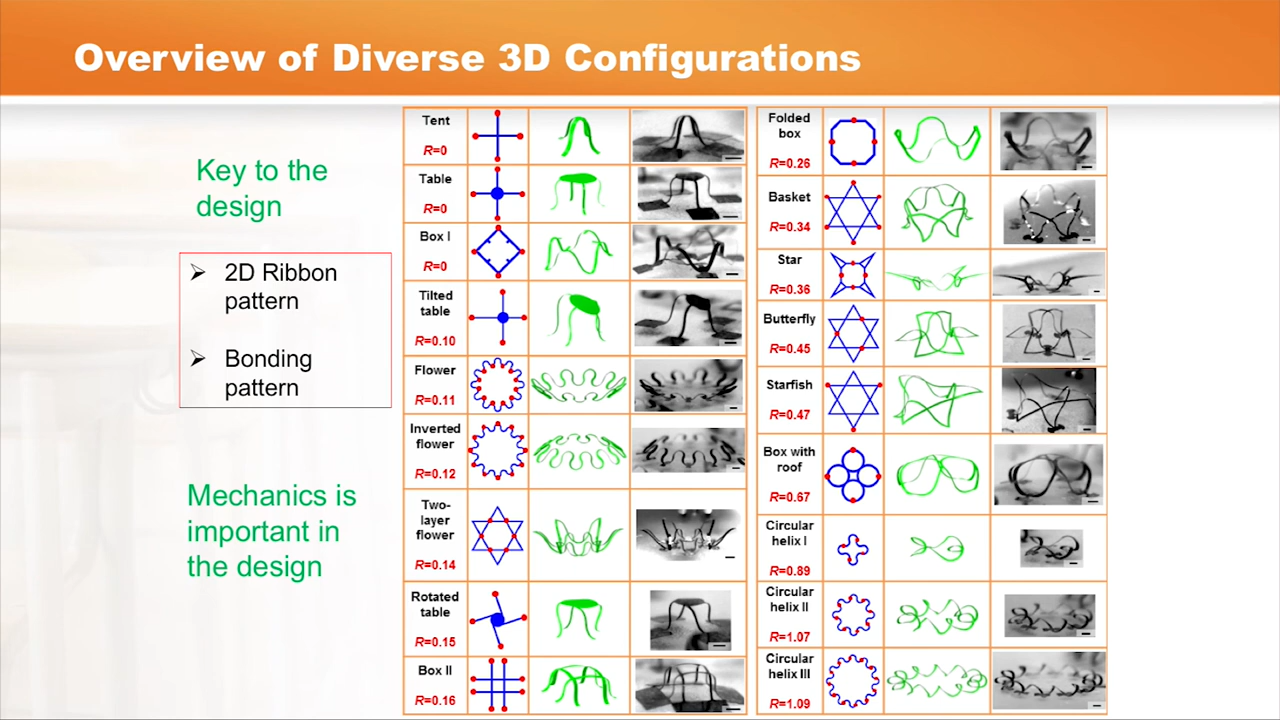 Overview of Diverse 3D Configurations
Key to the
design
2D Ribbon
pattern
Bonding
pattern
Mechanics is
important in
the design
Tent
R=0
Table
R=0
Box I
R=0
Tilted
table
R=0.10
Flower
R=0.11
Inverted
flower
R=0.12
Two-
layer
flower
R=0.14
Rotated
table
R=0.15
Box II
R=0.16
Folded
box
R=0.26
Basket
R=0.34
Star
R=0.36
Butterfly
R=0.45
Starfish
R=0.47
Box with
roof
R=0.67
Circular
helix I
R=0.89
Circular
helix II
R=1.07
Circular
helix III
R=1.09